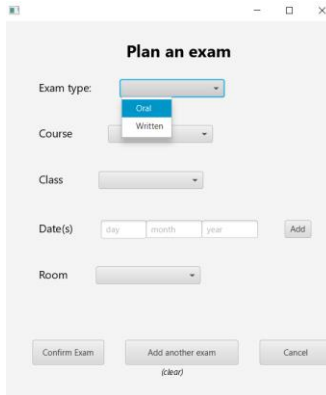 Plan an exam
Exam type:
Oral
Written
Course
Class
Date(s) day month year Add
Room
Confirm Exam Add another exam Cancel
(clear)